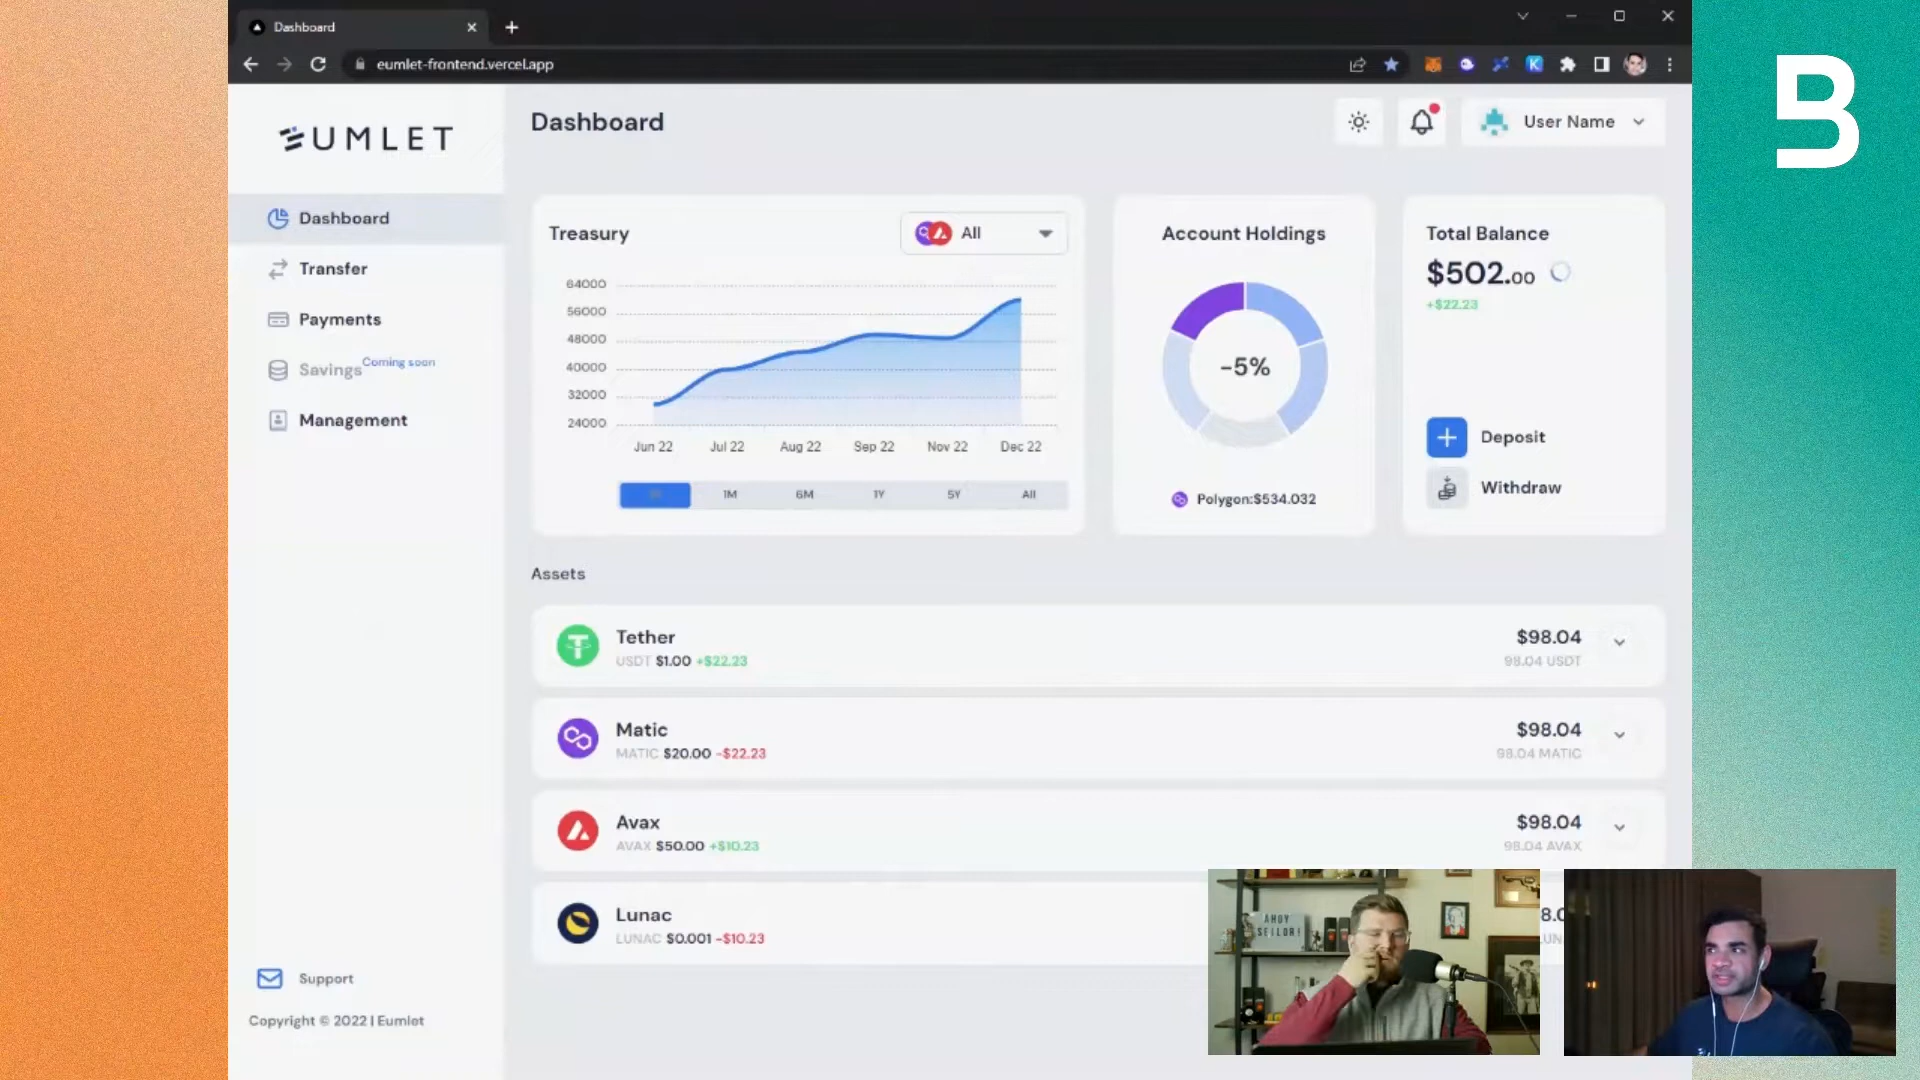 Dashboard
eumlet-frontend.vercel.app
EUMLET
Dashboard
User Name
Dashboard
Transfer
Payments
Savings Coming soon
Management
Support
Copyright © 2022 | Eumlet
Treasury
All
64000
56000
48000
40000
32000
24000
Jun 22 Jul 22 Aug 22 Sep 22 Nov 22 Dec 22
1M 6M 1Y 5Y All
Account Holdings
-5%
Polygon:$534.032
Total Balance
$502.00
+$22.23
Deposit
Withdraw
Assets
Tether
USDT $1.00 +$22.23
$98.04
98.04 USDT
Matic
MATIC $20.00 -$22.23
$98.04
98.04 MATIC
Avax
AVAX $50.00 +$10.23
$98.04
98.04 AVAX
Lunac
LUNAC $0.001 -$10.23
AHOY
SEILOR!
B